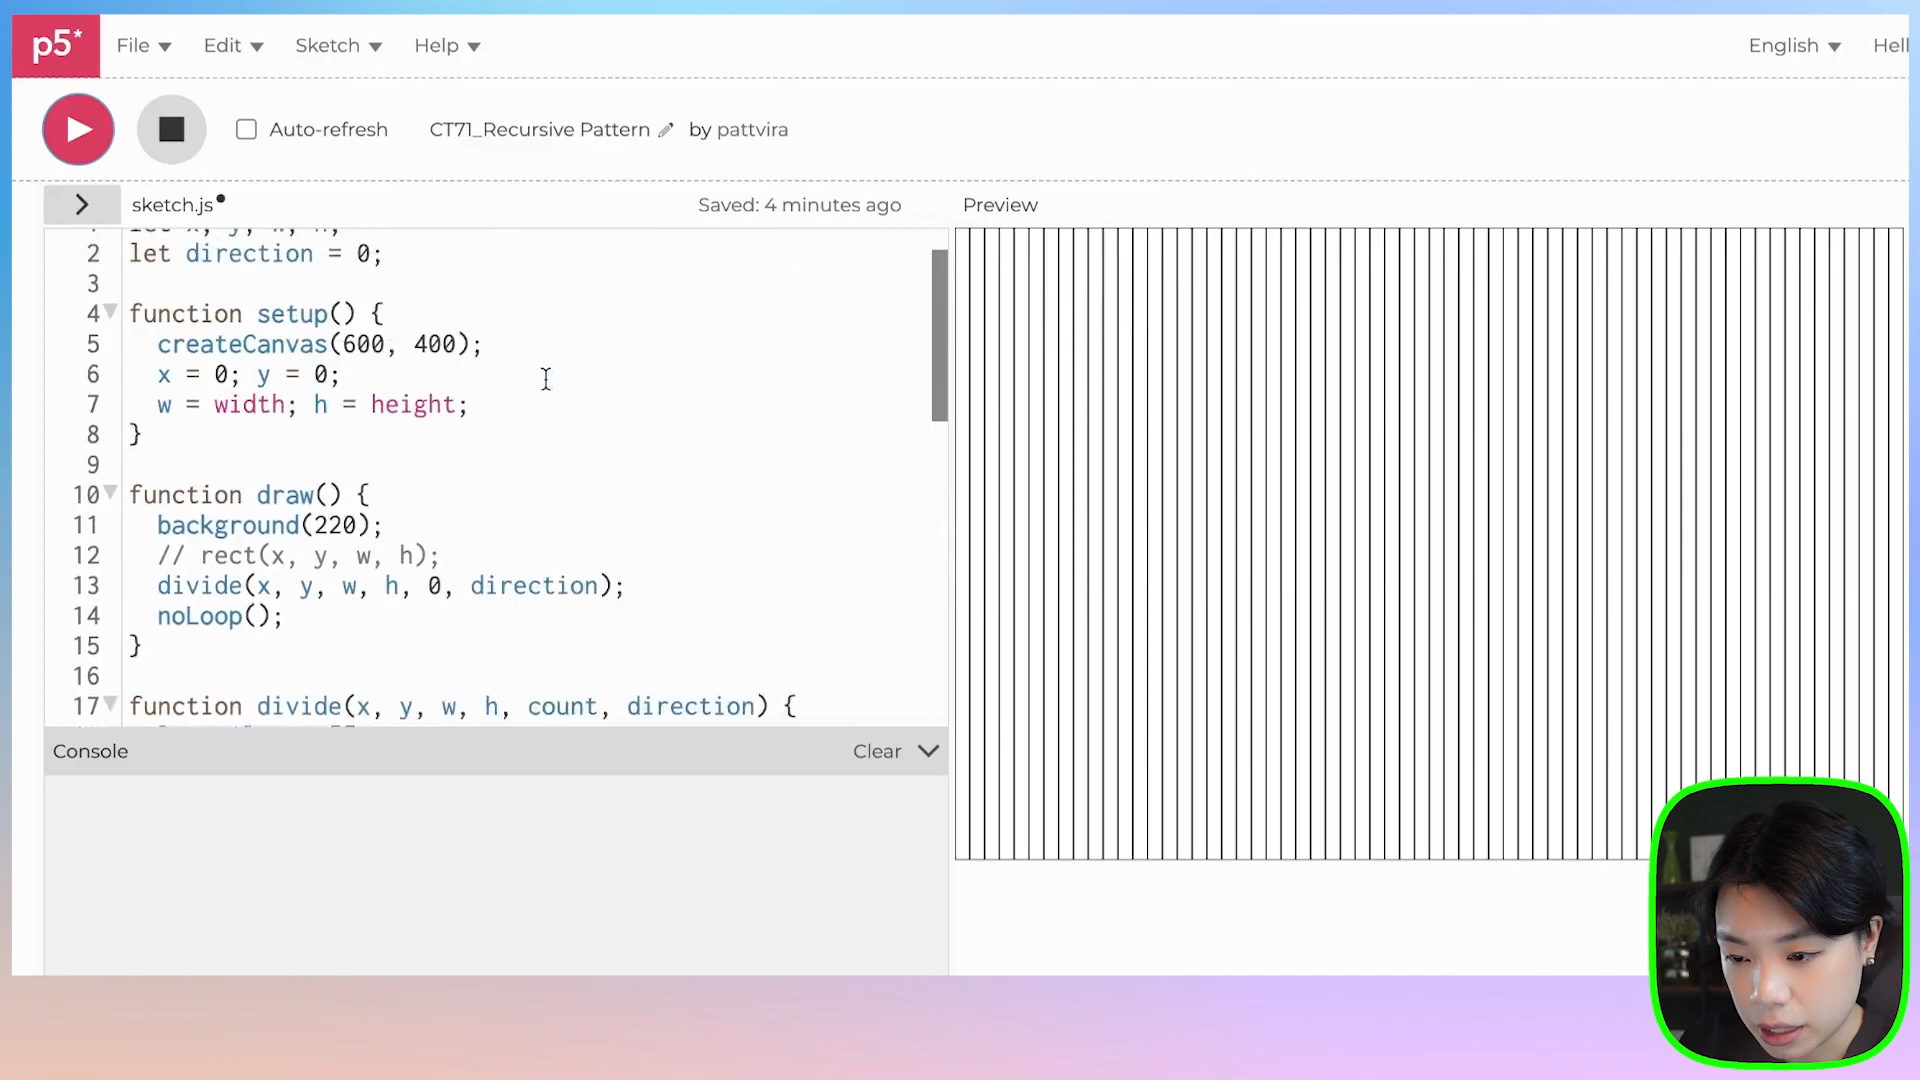 p5*
File
Edit
Sketch
Help
English
Hell
Auto-refresh
CT71_Recursive Pattern
by pattvira
sketch.js
Saved: 4 minutes ago
Preview
2 let direction = 0;
3
4 function setup() {
5 createCanvas(600, 400);
6 x = 0; y = 0;
7 w = width; h = height;
8 }
9
10 function draw() {
11 background(220);
12 // rect(x, y, w, h);
13 divide(x, y, w, h, 0, direction);
14 noLoop();
15 }
16
17 function divide(x, y, w, h, count, direction) {
Console
Clear